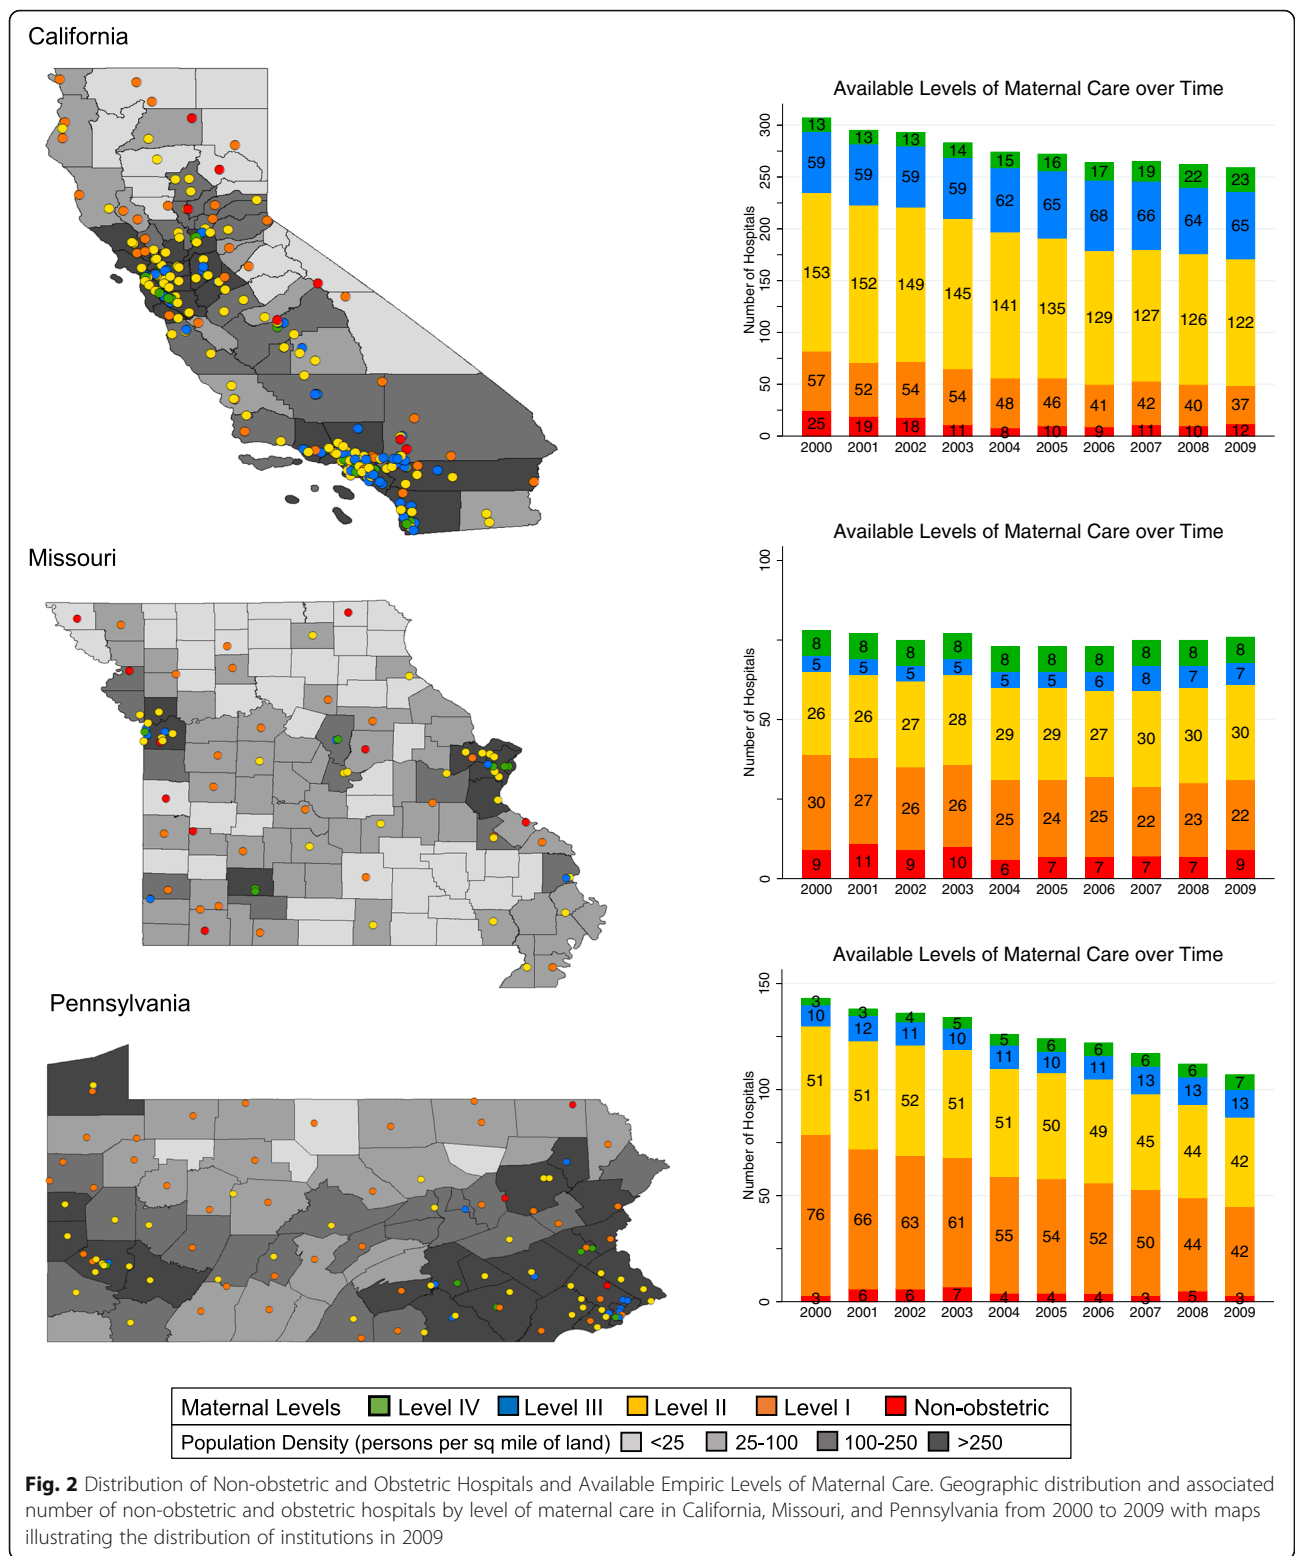 California
Available Levels of Maternal Care over Time
Number of Hospitals
300
250
200
150
100
50
0
13 13 13 14 15 16 17 19 22 23
59 59 59 59 62 65 68 66 64 65
153 152 149 145 141 135 129 127 126 122
57 52 54 54 48 46 41 42 40 37
25 19 18 11 8 10 9 11 10 12
2000 2001 2002 2003 2004 2005 2006 2007 2008 2009
Missouri
Available Levels of Maternal Care over Time
Number of Hospitals
100
50
0
8 8 8 8 8 8 8 8 8 8
5 5 5 5 5 5 6 8 7 7
26 26 27 28 29 29 27 30 30 30
30 27 26 26 25 24 25 22 23 22
9 11 9 10 6 7 7 7 7 9
2000 2001 2002 2003 2004 2005 2006 2007 2008 2009
Pennsylvania
Available Levels of Maternal Care over Time
Number of Hospitals
150
100
50
0
3 3 4 5 5 6 6 6 6 7
10 12 11 10 11 10 11 13 13 13
51 51 52 51 51 50 49 45 44 42
76 66 63 61 55 54 52 50 44 42
3 6 6 7 4 4 4 3 5 3
2000 2001 2002 2003 2004 2005 2006 2007 2008 2009
Maternal Levels Level IV Level III Level II Level I Non-obstetric
Population Density (persons per sq mile of land) <25 25-100 100-250 >250
Fig. 2 Distribution of Non-obstetric and Obstetric Hospitals and Available Empiric Levels of Maternal Care. Geographic distribution and associated
number of non-obstetric and obstetric hospitals by level of maternal care in California, Missouri, and Pennsylvania from 2000 to 2009 with maps
illustrating the distribution of institutions in 2009